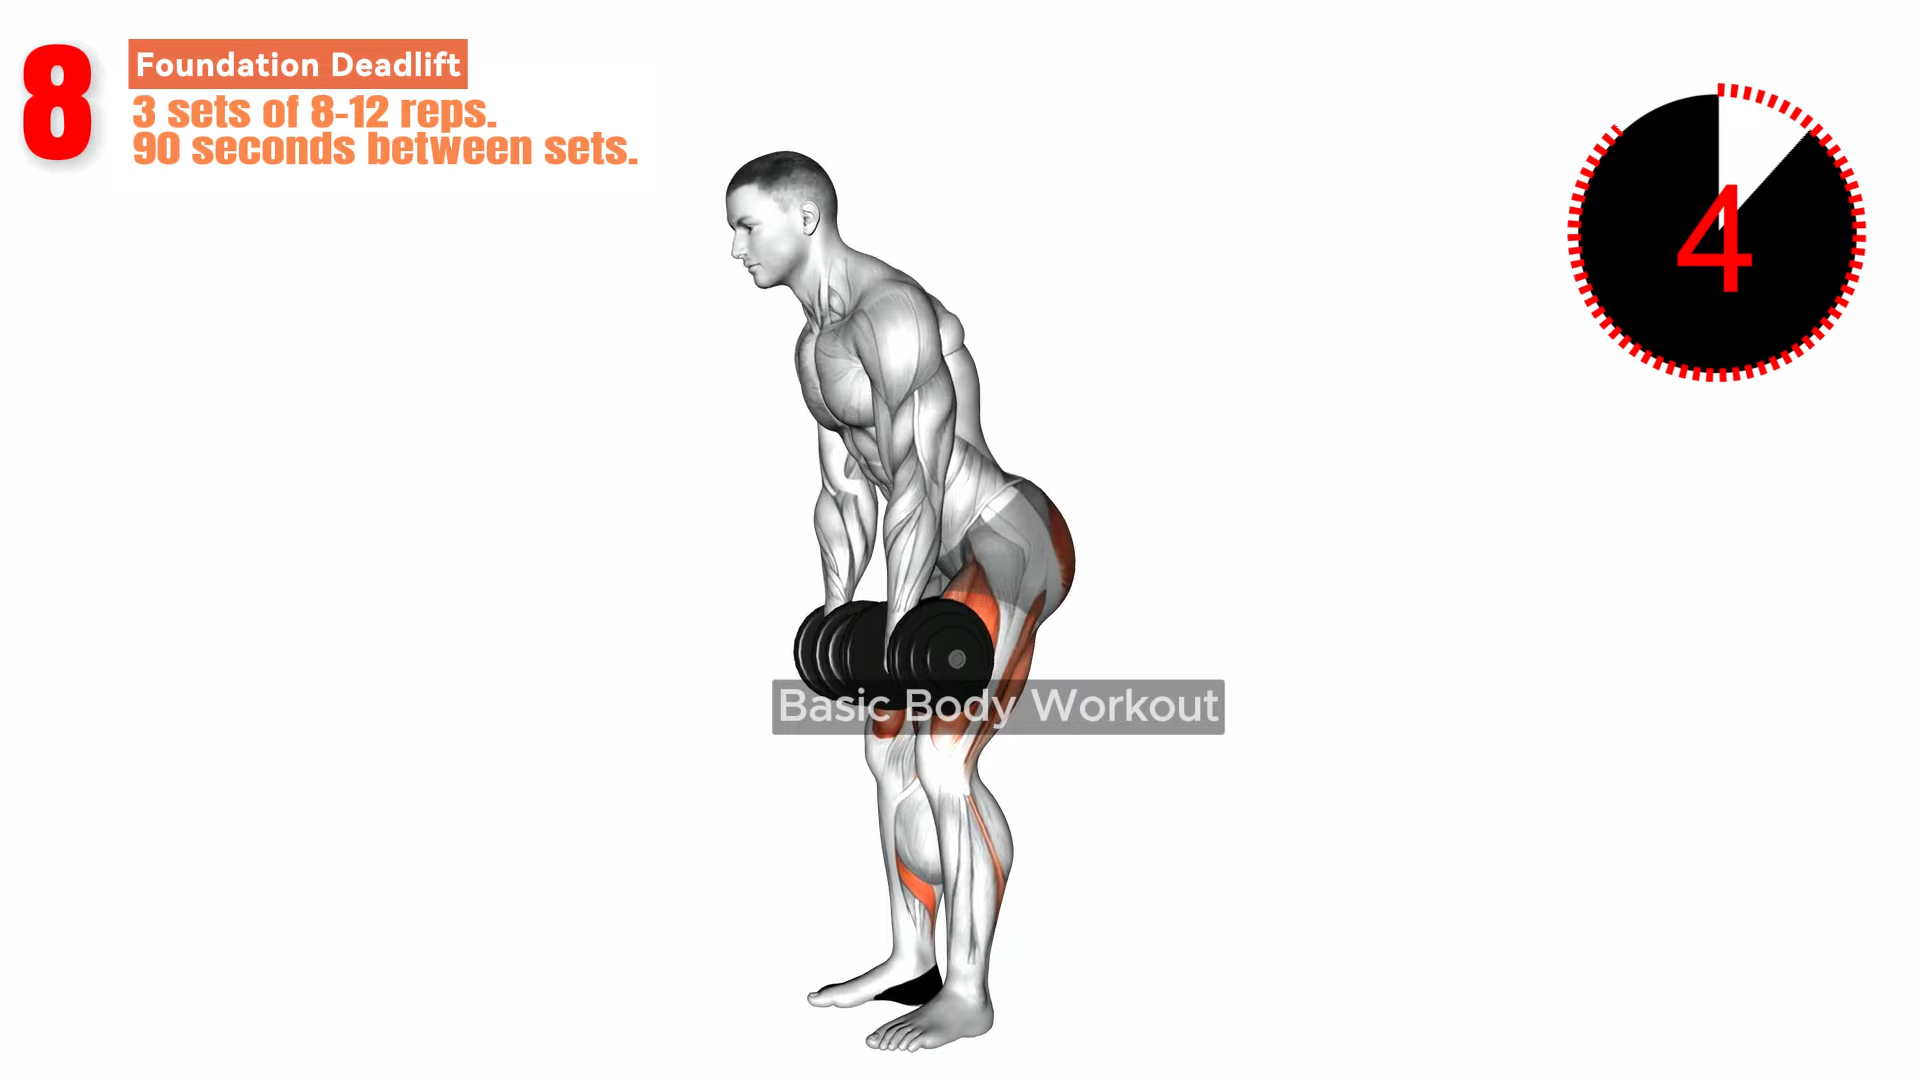 8
Foundation Deadlift
3 sets of 8-12 reps.
90 seconds between sets.
4
Basic Body Workout